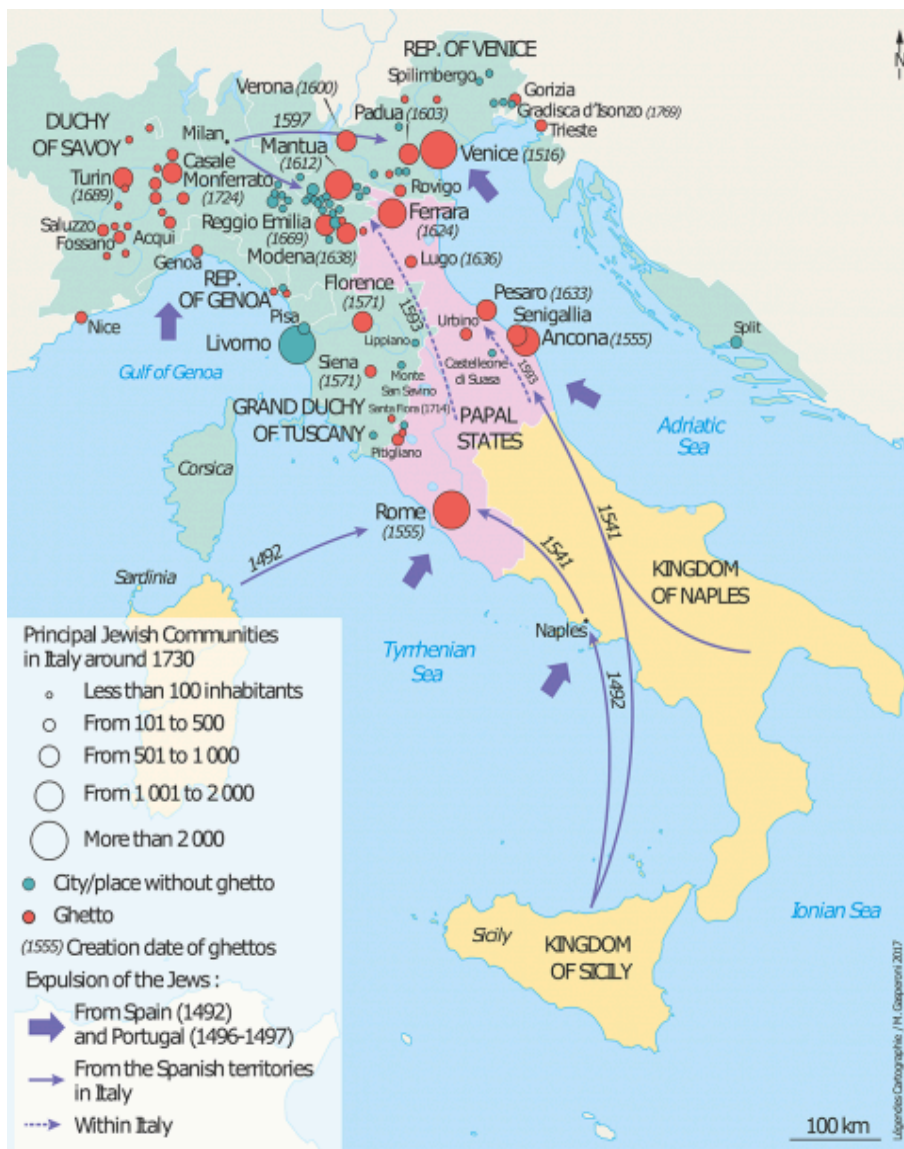 REP. OF VENICE
Spilimbergo
N
Verona (1600)
Gorizia
Padua (1603)
Gradisca d'Isonzo (1769)
Trieste
1597
DUCHY
OF SAVOY
Milan
Mantua
(1612)
Venice (1516)
Casale
Monferrato
(1724)
Turin
(1689)
Rovigo
Reggio Emilia
(1669)
Ferrara
(1624)
Saluzzo
Fossano
Acqui
Modena (1638)
Genoa
Lugo (1636)
REP.
OF GENOA
Florence
(1571)
1593
Pesaro (1633)
Senigallia
Urbino
Ancona (1555)
Nice
Pisa
Lippiano
Split
Livorno
Castelleone
di Suasa
1593
Gulf of Genoa
Siena
(1571)
Monte
San Savino
Santa Fiora (1714)
GRAND DUCHY
OF TUSCANY
PAPAL
STATES
Adriatic
Sea
Pitigliano
Corsica
Rome
(1555)
1492
1541
1541
Sardinia
KINGDOM
OF NAPLES
Naples
Tyrrhenian
Sea
1492
Principal Jewish Communities
in Italy around 1730
Less than 100 inhabitants
From 101 to 500
From 501 to 1 000
From 1 001 to 2 000
More than 2 000
City/place without ghetto
Ghetto
(1555) Creation date of ghettos
Expulsion of the Jews :
From Spain (1492)
and Portugal (1496-1497)
From the Spanish territories
in Italy
Within Italy
Sicily
KINGDOM
OF SICILY
Ionian Sea
100 km
Légendes Cartographie / M. Gasperoni 2017